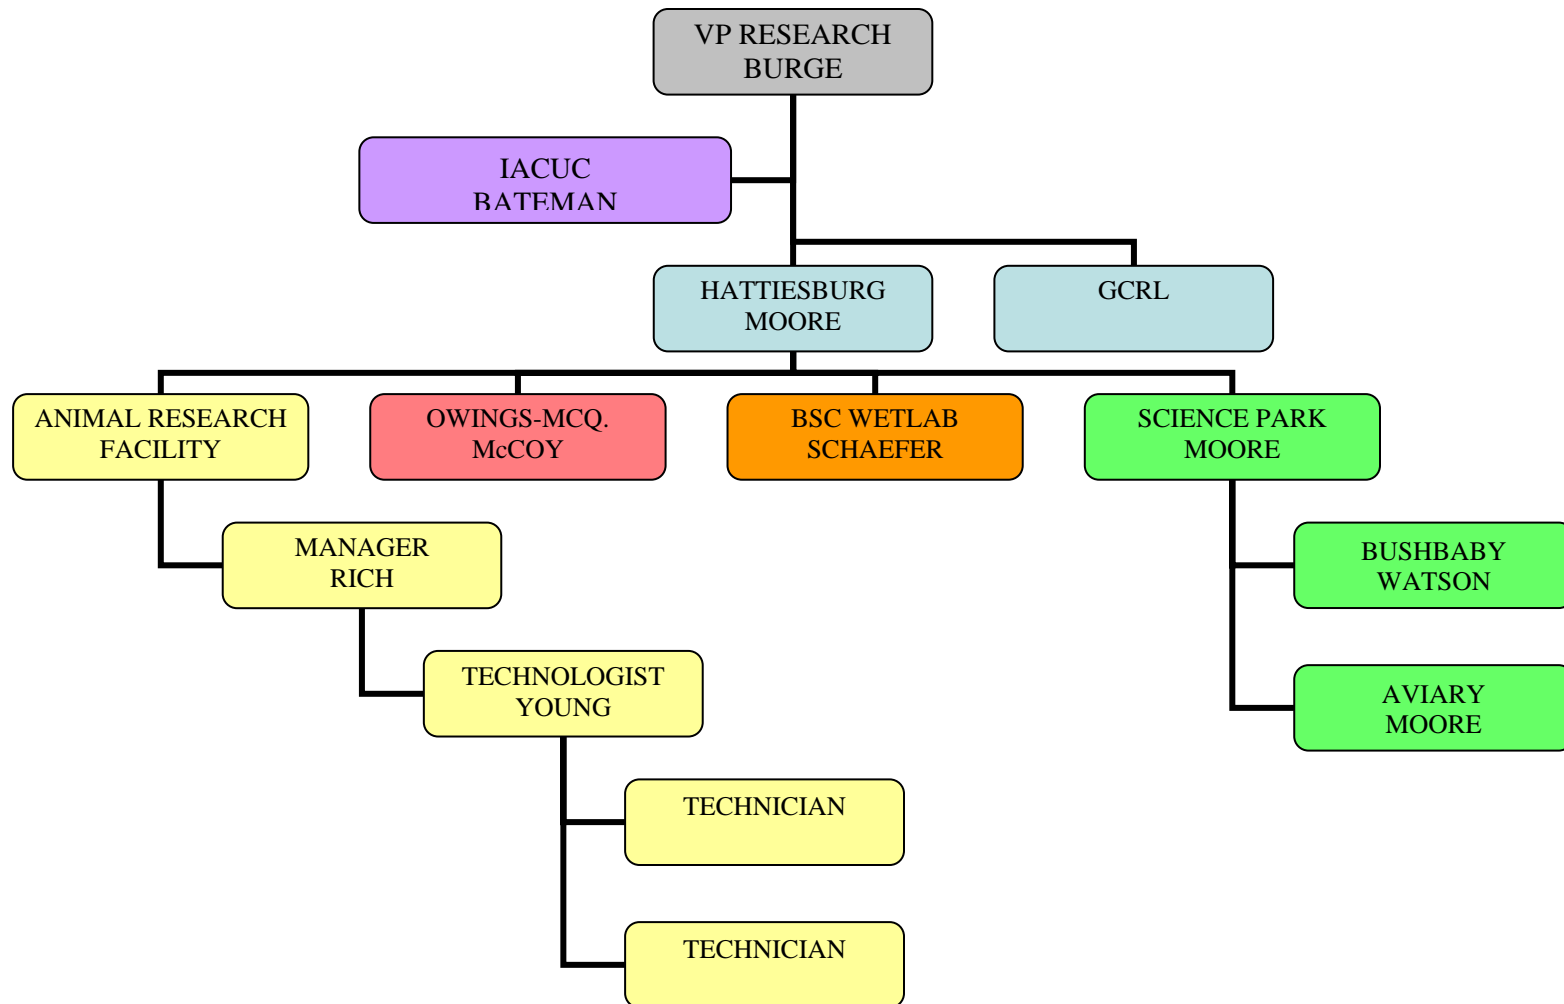 VP RESEARCH
BURGE
IACUC
BATEMAN
HATTIESBURG
MOORE
GCRL
ANIMAL RESEARCH
FACILITY
OWINGS-MCQ.
McCOY
BSC WETLAB
SCHAEFER
SCIENCE PARK
MOORE
MANAGER
RICH
BUSHBABY
WATSON
TECHNOLOGIST
YOUNG
AVIARY
MOORE
TECHNICIAN
TECHNICIAN